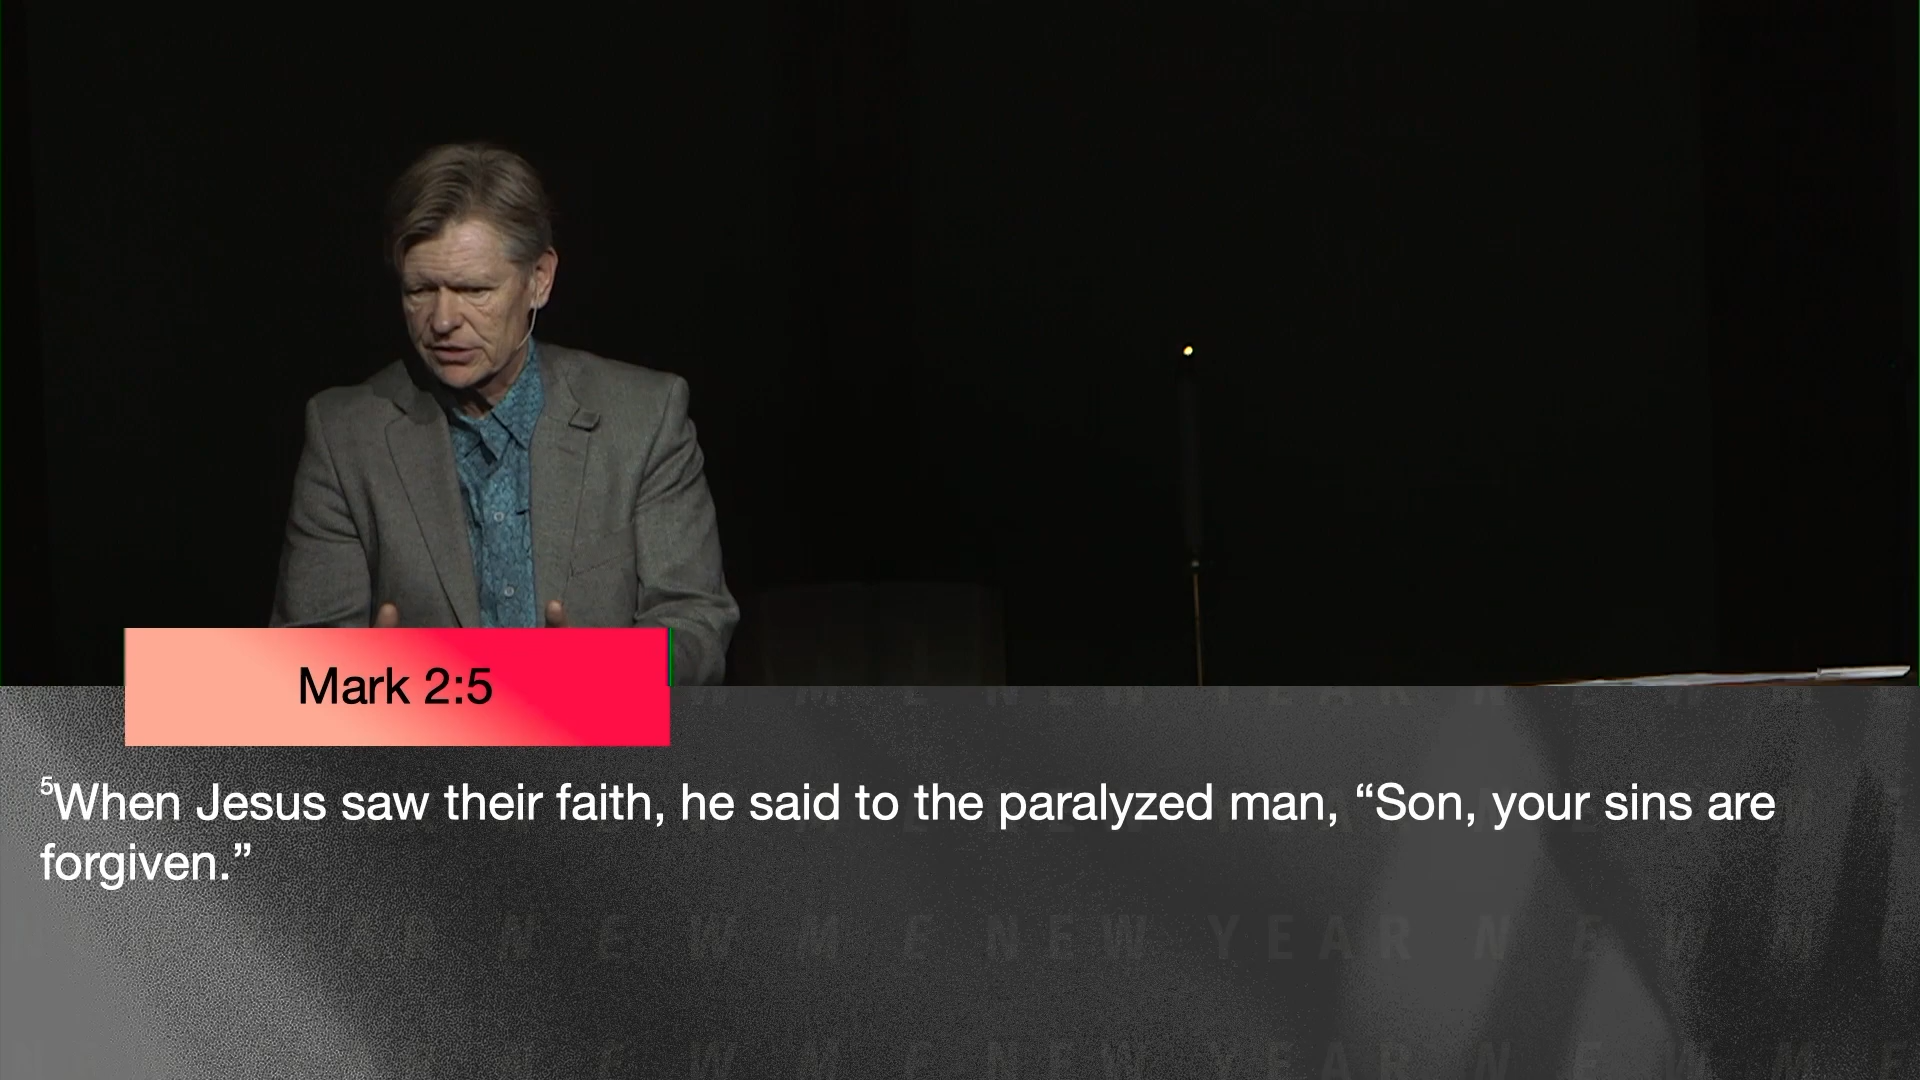 Mark 2:5
⁵When Jesus saw their faith, he said to the paralyzed man, “Son, your sins are
forgiven.”
N E W Y E A R N E W M E N E W Y E A R N E W M E